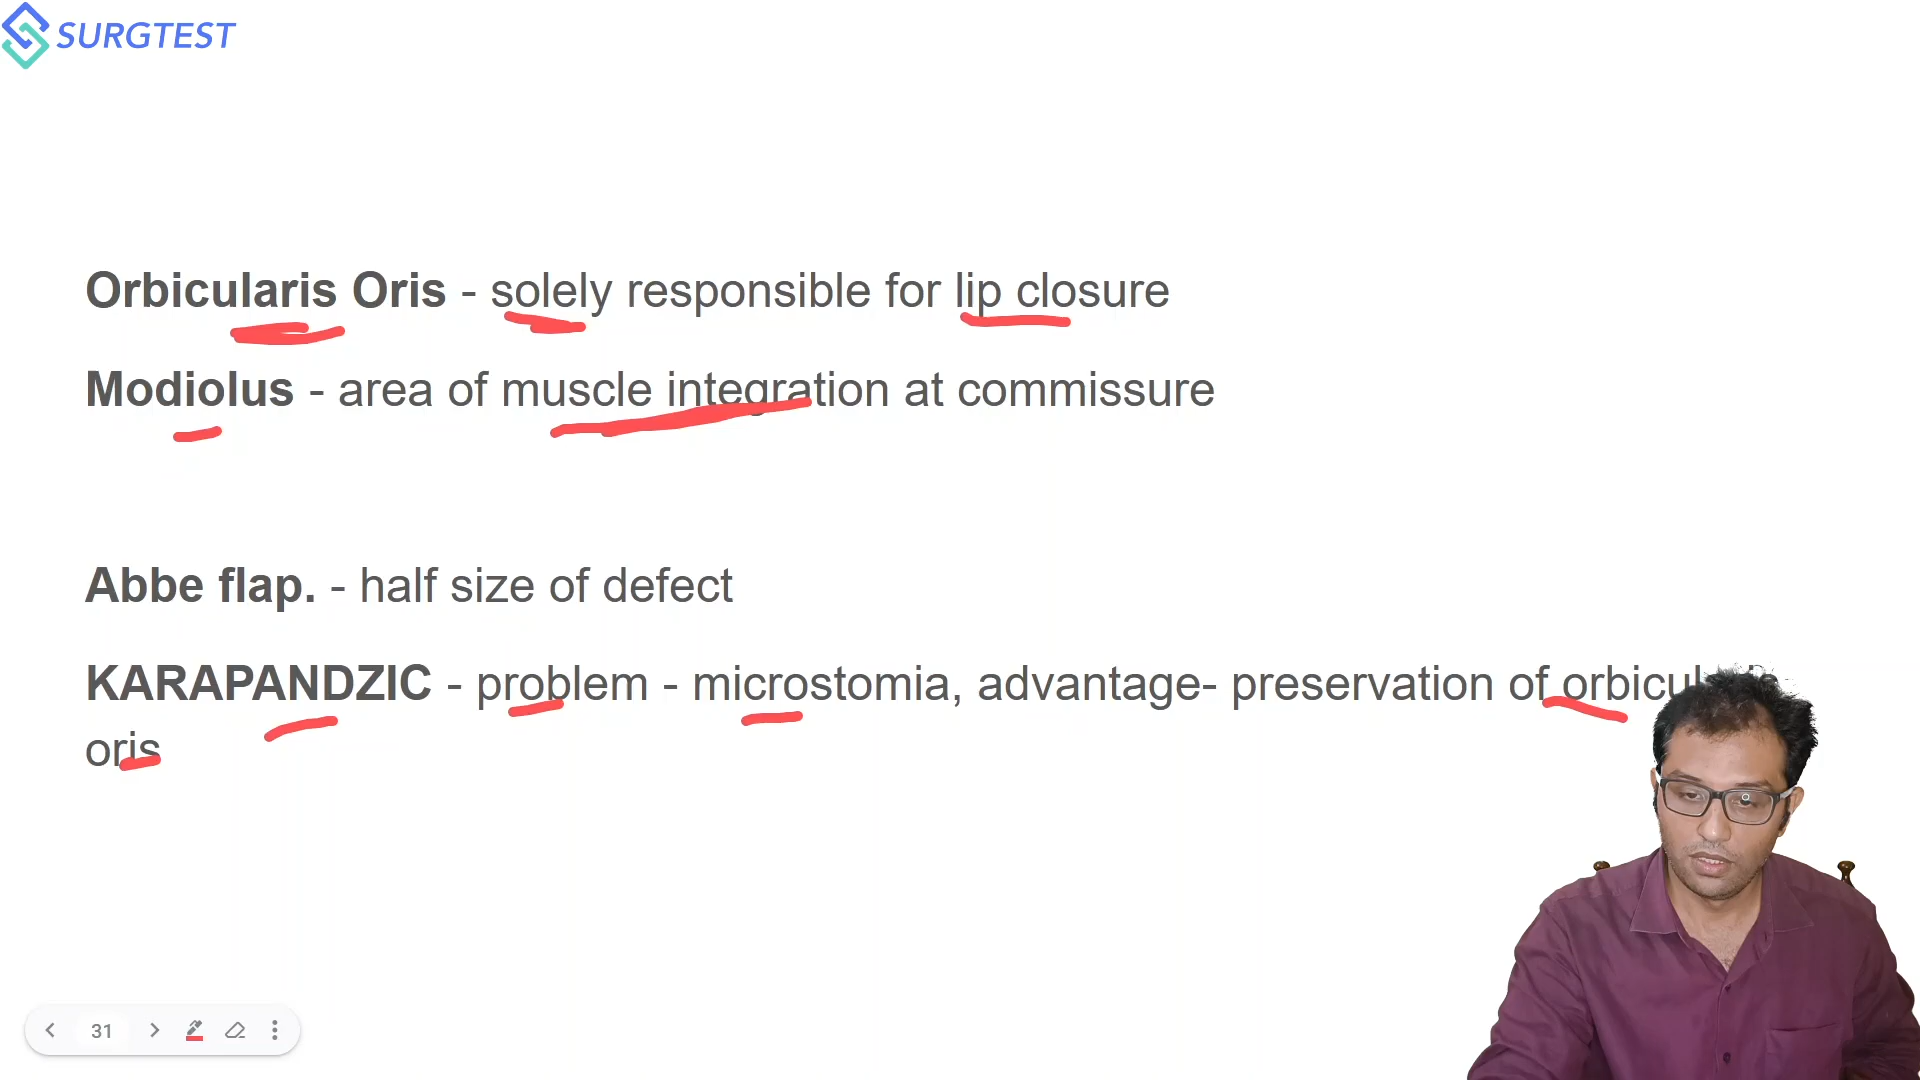 SURGTEST
Orbicularis Oris - solely responsible for lip closure
Modiolus - area of muscle integration at commissure
Abbe flap. - half size of defect
KARAPANDZIC - problem - microstomia, advantage- preservation of
oris
31